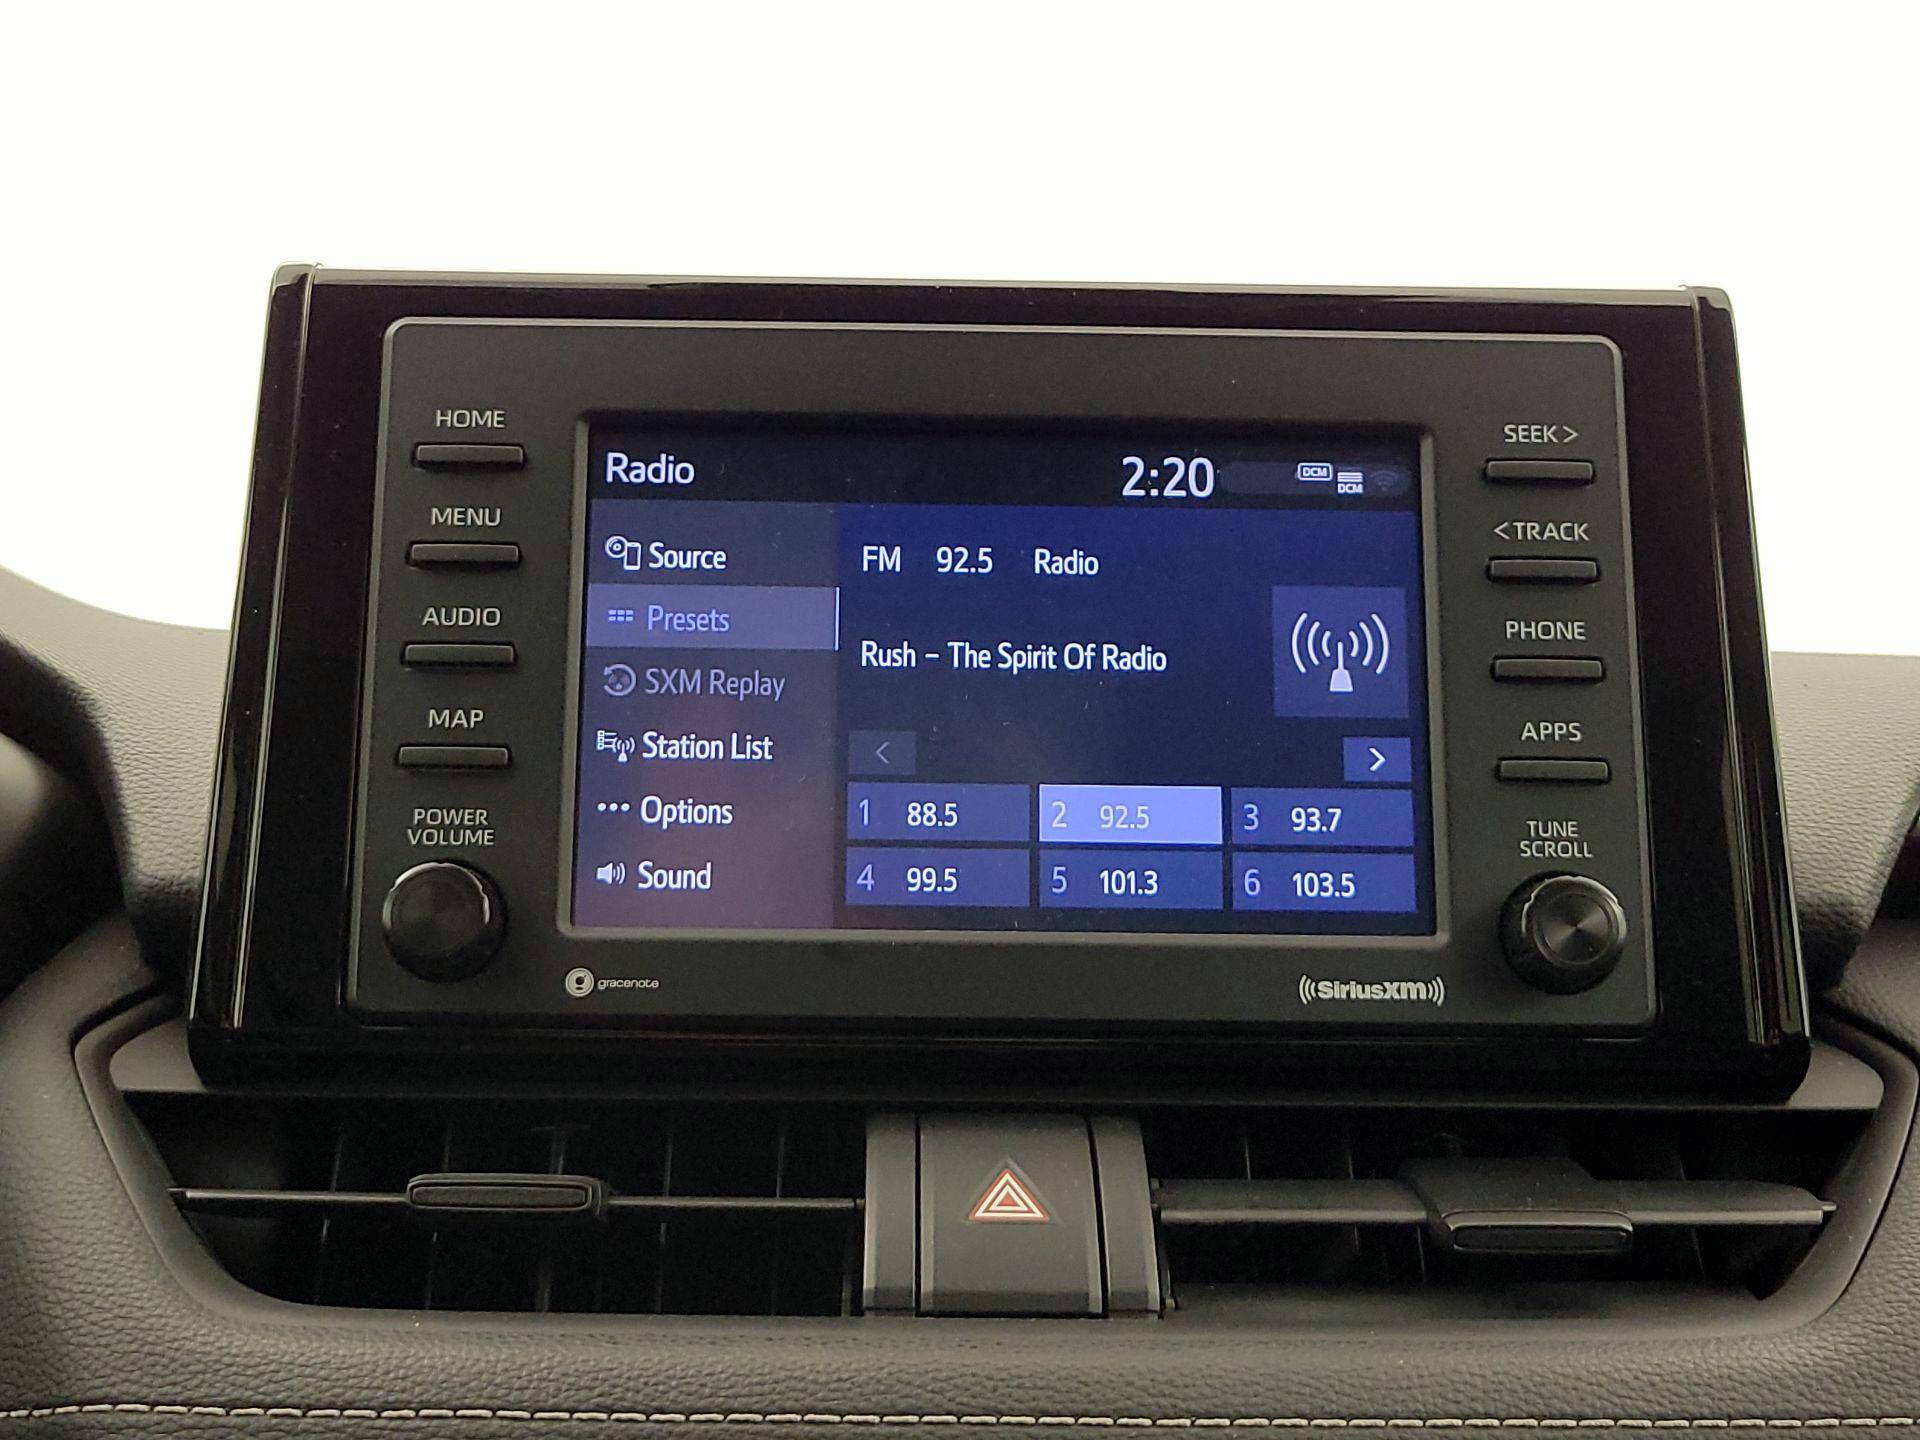 HOME
MENU
AUDIO
MAP
POWER
VOLUME
Radio
2:20
DCM
DCM
Source
Presets
SXM Replay
Station List
Options
Sound
FM 92.5 Radio
Rush – The Spirit Of Radio
<
>
1 88.5
2 92.5
3 93.7
4 99.5
5 101.3
6 103.5
SEEK >
< TRACK
PHONE
APPS
TUNE
SCROLL
gracenote
SiriusXM